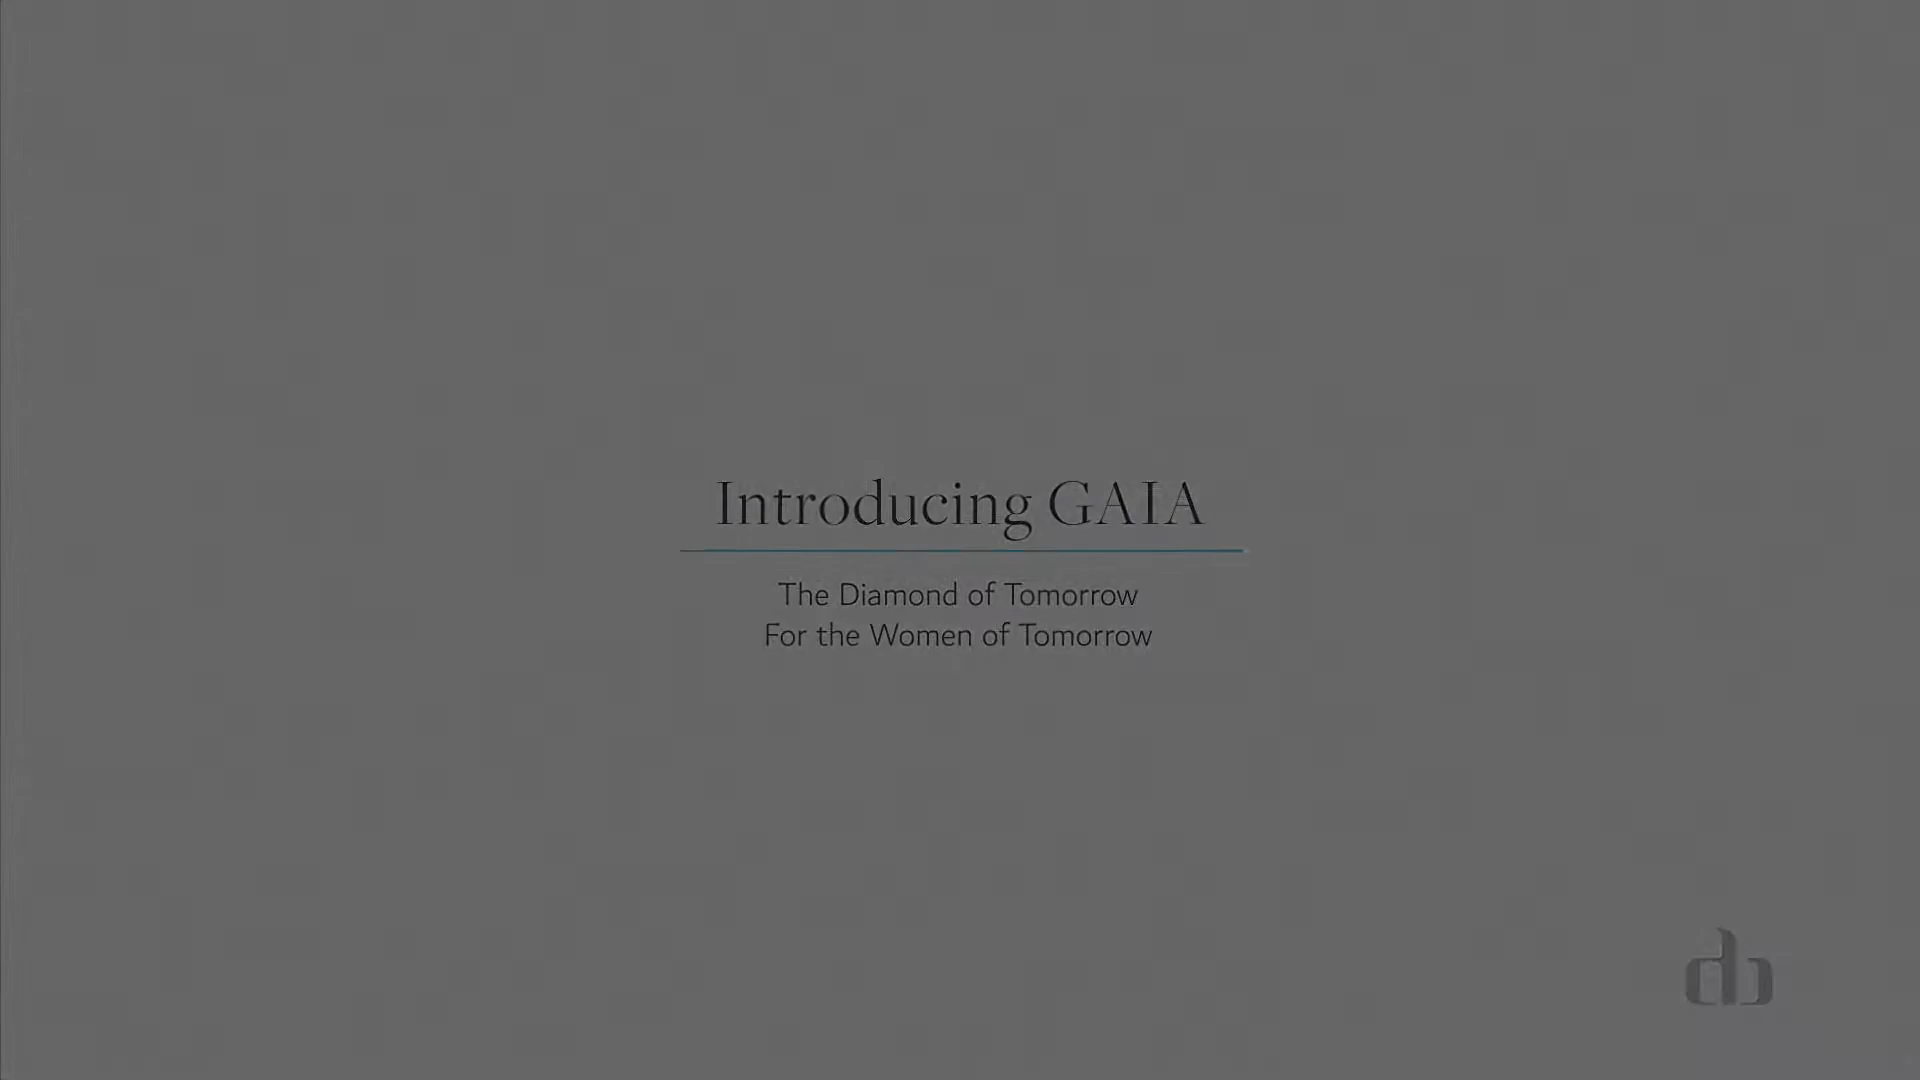 Introducing GAIA
The Diamond of Tomorrow
For the Women of Tomorrow